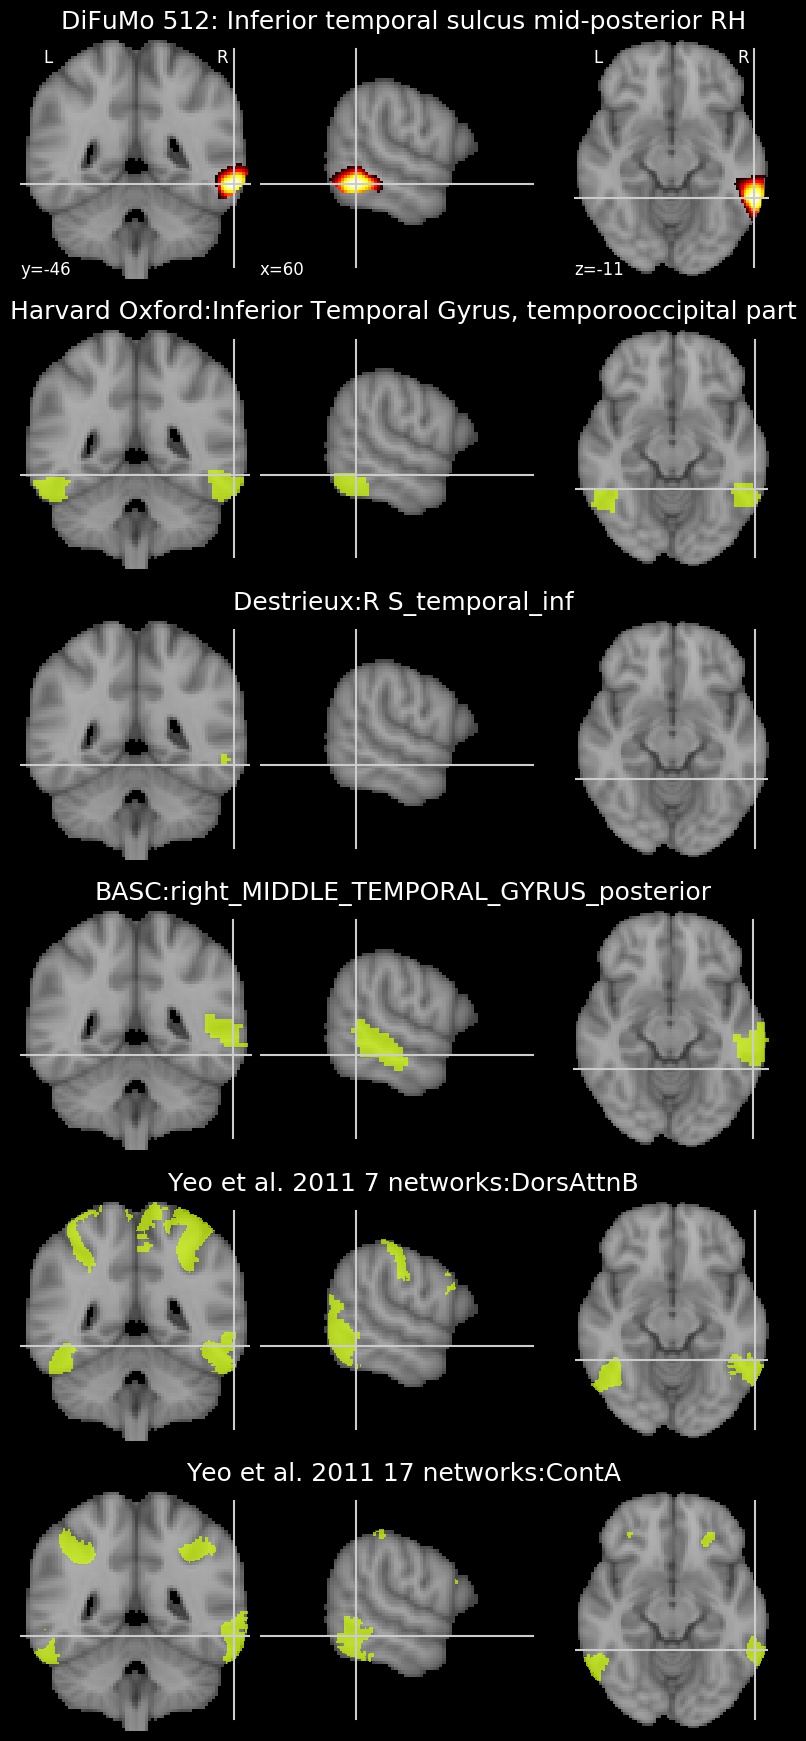 DiFuMo 512: Inferior temporal sulcus mid-posterior RH
L R L R
y=-46 x=60 z=-11
Harvard Oxford:Inferior Temporal Gyrus, temporooccipital part
Destrieux:R S_temporal_inf
BASC:right_MIDDLE_TEMPORAL_GYRUS_posterior
Yeo et al. 2011 7 networks:DorsAttnB
Yeo et al. 2011 17 networks:ContA